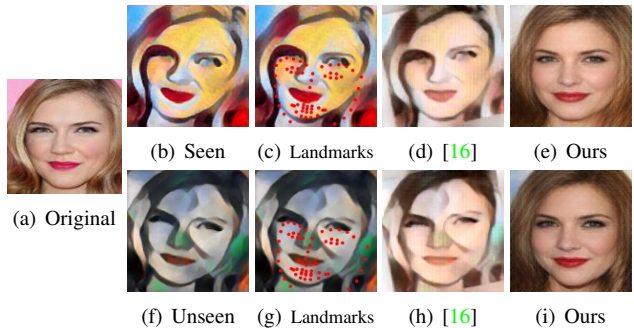 (b) Seen (c) Landmarks (d) [16] (e) Ours
(a) Original
(f) Unseen (g) Landmarks (h) [16] (i) Ours